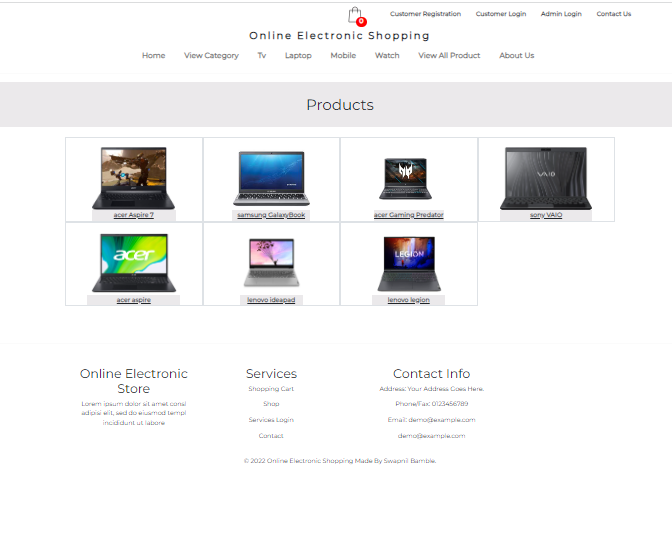 0
Customer Registration Customer Login Admin Login Contact Us
Online Electronic Shopping
Home View Category Tv Laptop Mobile Watch View All Product About Us
Products
VAIO
acer Aspire 7 samsung GalaxyBook acer Gaming Predator sony VAIO
acer LEGION
acer aspire lenovo ideapad lenovo legion
Online Electronic
Store
Lorem ipsum dolor sit amet consl
adipisi elit, sed do eiusmod templ
incididunt ut labore
Services
Shopping Cart
Shop
Services Login
Contact
Contact Info
Address: Your Address Goes Here.
Phone/Fax: 0123456789
Email: demo@example.com
demo@example.com
© 2022 Online Electronic Shopping Made By Swapnil Bamble.